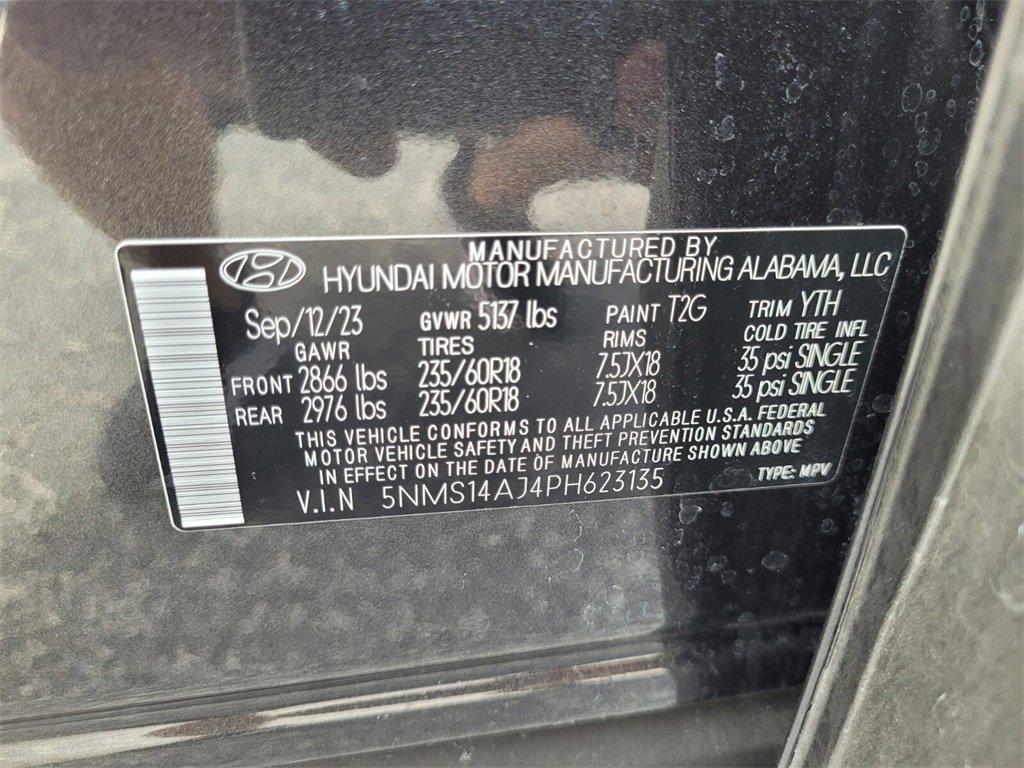 MANUFACTURED BY
HYUNDAI MOTOR MANUFACTURING ALABAMA, LLC
Sep/12/23 GVWR 5137 lbs PAINT T2G TRIM YTH
GAWR TIRES RIMS COLD TIRE INFL
FRONT 2866 lbs 235/60R18 7.5JX18 35 psi SINGLE
REAR 2976 lbs 235/60R18 7.5JX18 35 psi SINGLE
THIS VEHICLE CONFORMS TO ALL APPLICABLE U.S.A. FEDERAL
MOTOR VEHICLE SAFETY AND THEFT PREVENTION STANDARDS
IN EFFECT ON THE DATE OF MANUFACTURE SHOWN ABOVE
V.I.N 5NMS14AJ4PH623135 TYPE: MPV